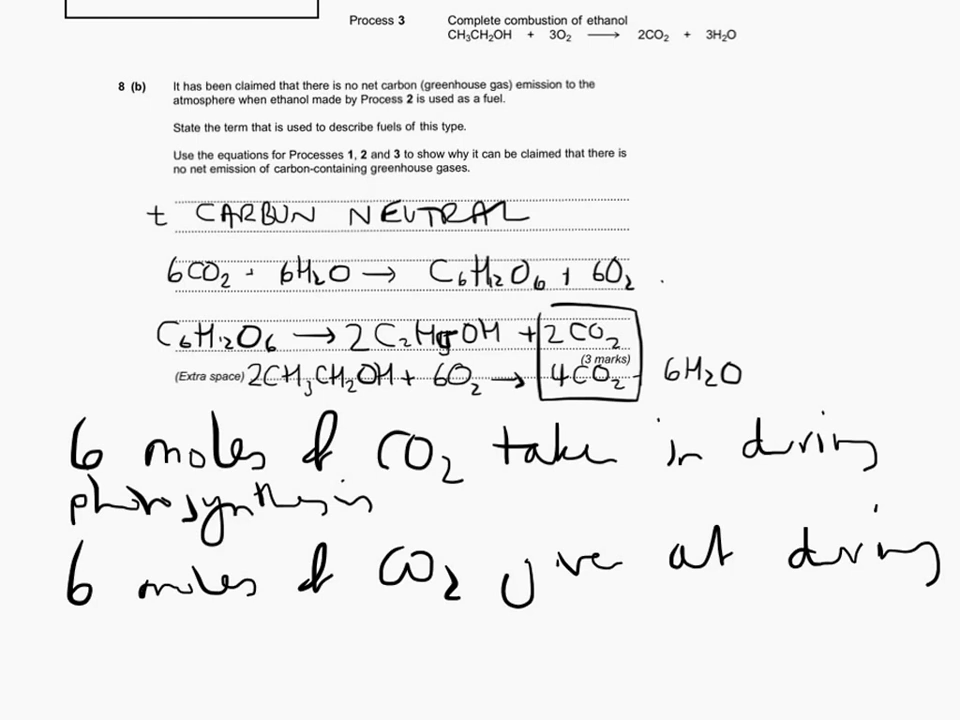 Process 3 Complete combustion of ethanol
CH₃CH₂OH + 3O₂ ⟶ 2CO₂ + 3H₂O
8 (b) It has been claimed that there is no net carbon (greenhouse gas) emission to the
atmosphere when ethanol made by Process 2 is used as a fuel.
State the term that is used to describe fuels of this type.
Use the equations for Processes 1, 2 and 3 to show why it can be claimed that there is
no net emission of carbon-containing greenhouse gases.
t CARBON NEUTRAL
6CO₂ + 6H₂O → C₆H₁₂O₆ + 6O₂
C₆H₁₂O₆ → 2C₂H₅OH + 2CO₂
(3 marks)
(Extra space) 2CH₃CH₂OH + 6O₂ → 4CO₂ + 6H₂O
6 moles of CO₂ taken in during
photosynthesis
6 moles of CO₂ give out during